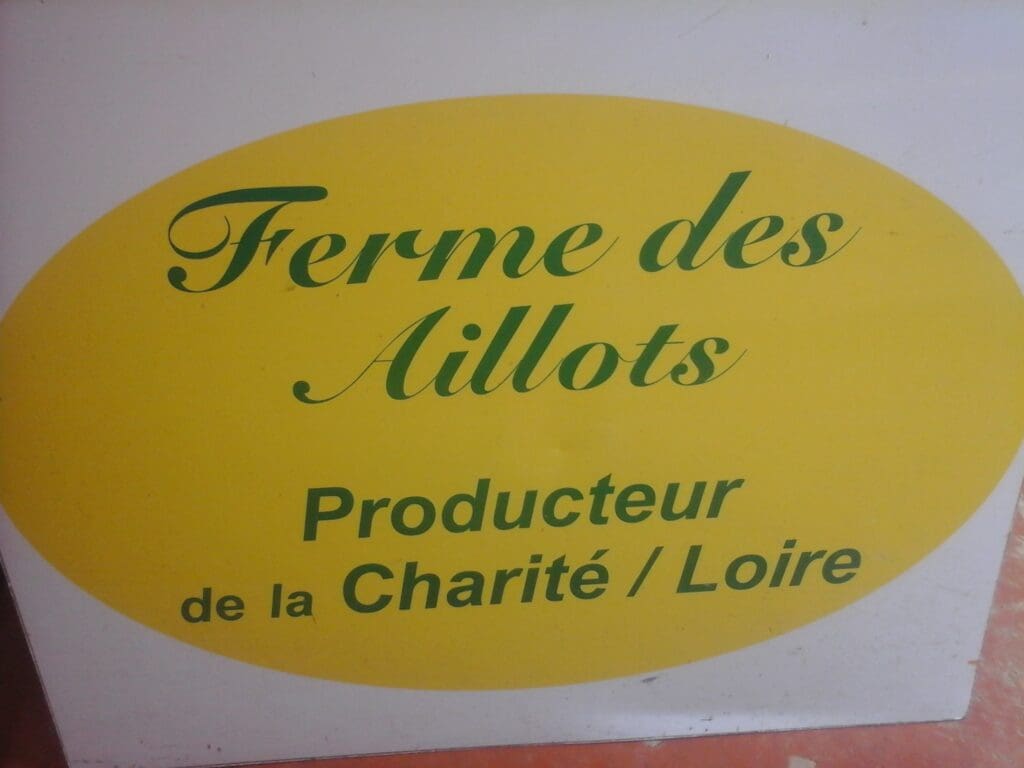 Ferme des
Aillots
Producteur
de la Charité / Loire